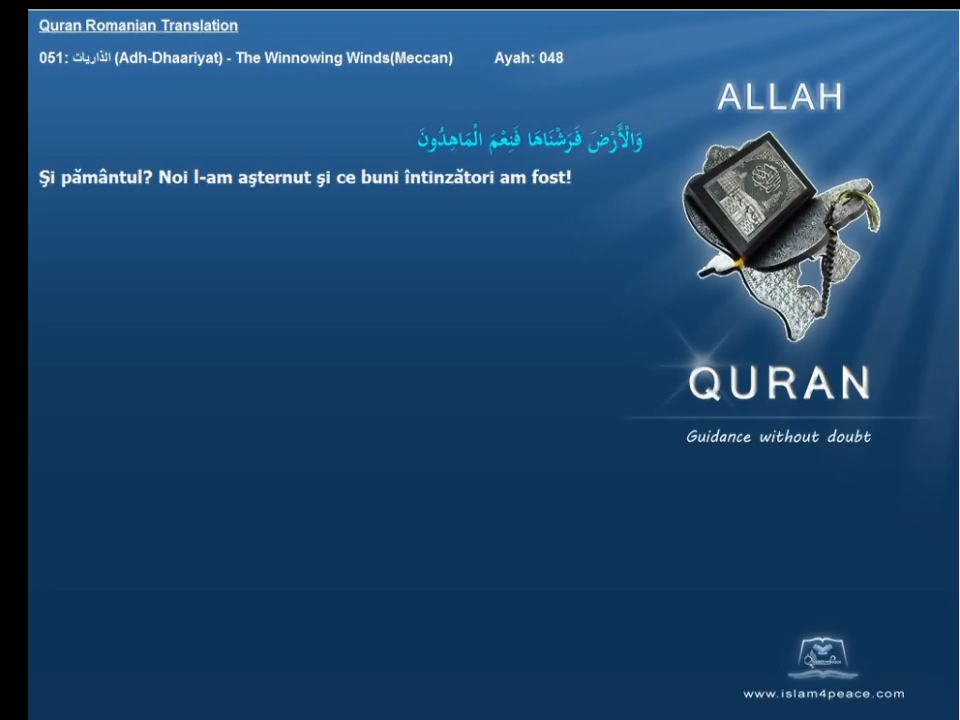 Quran Romanian Translation
051: الذاريات (Adh-Dhaariyat) - The Winnowing Winds(Meccan) Ayah: 048
ALLAH
وَالْأَرْضَ فَرَشْنَاهَا فَنِعْمَ الْمَاهِدُونَ
Şi pământul? Noi l-am aşternut şi ce buni întinzători am fost!
QURAN
Guidance without doubt
www.islam4peace.com